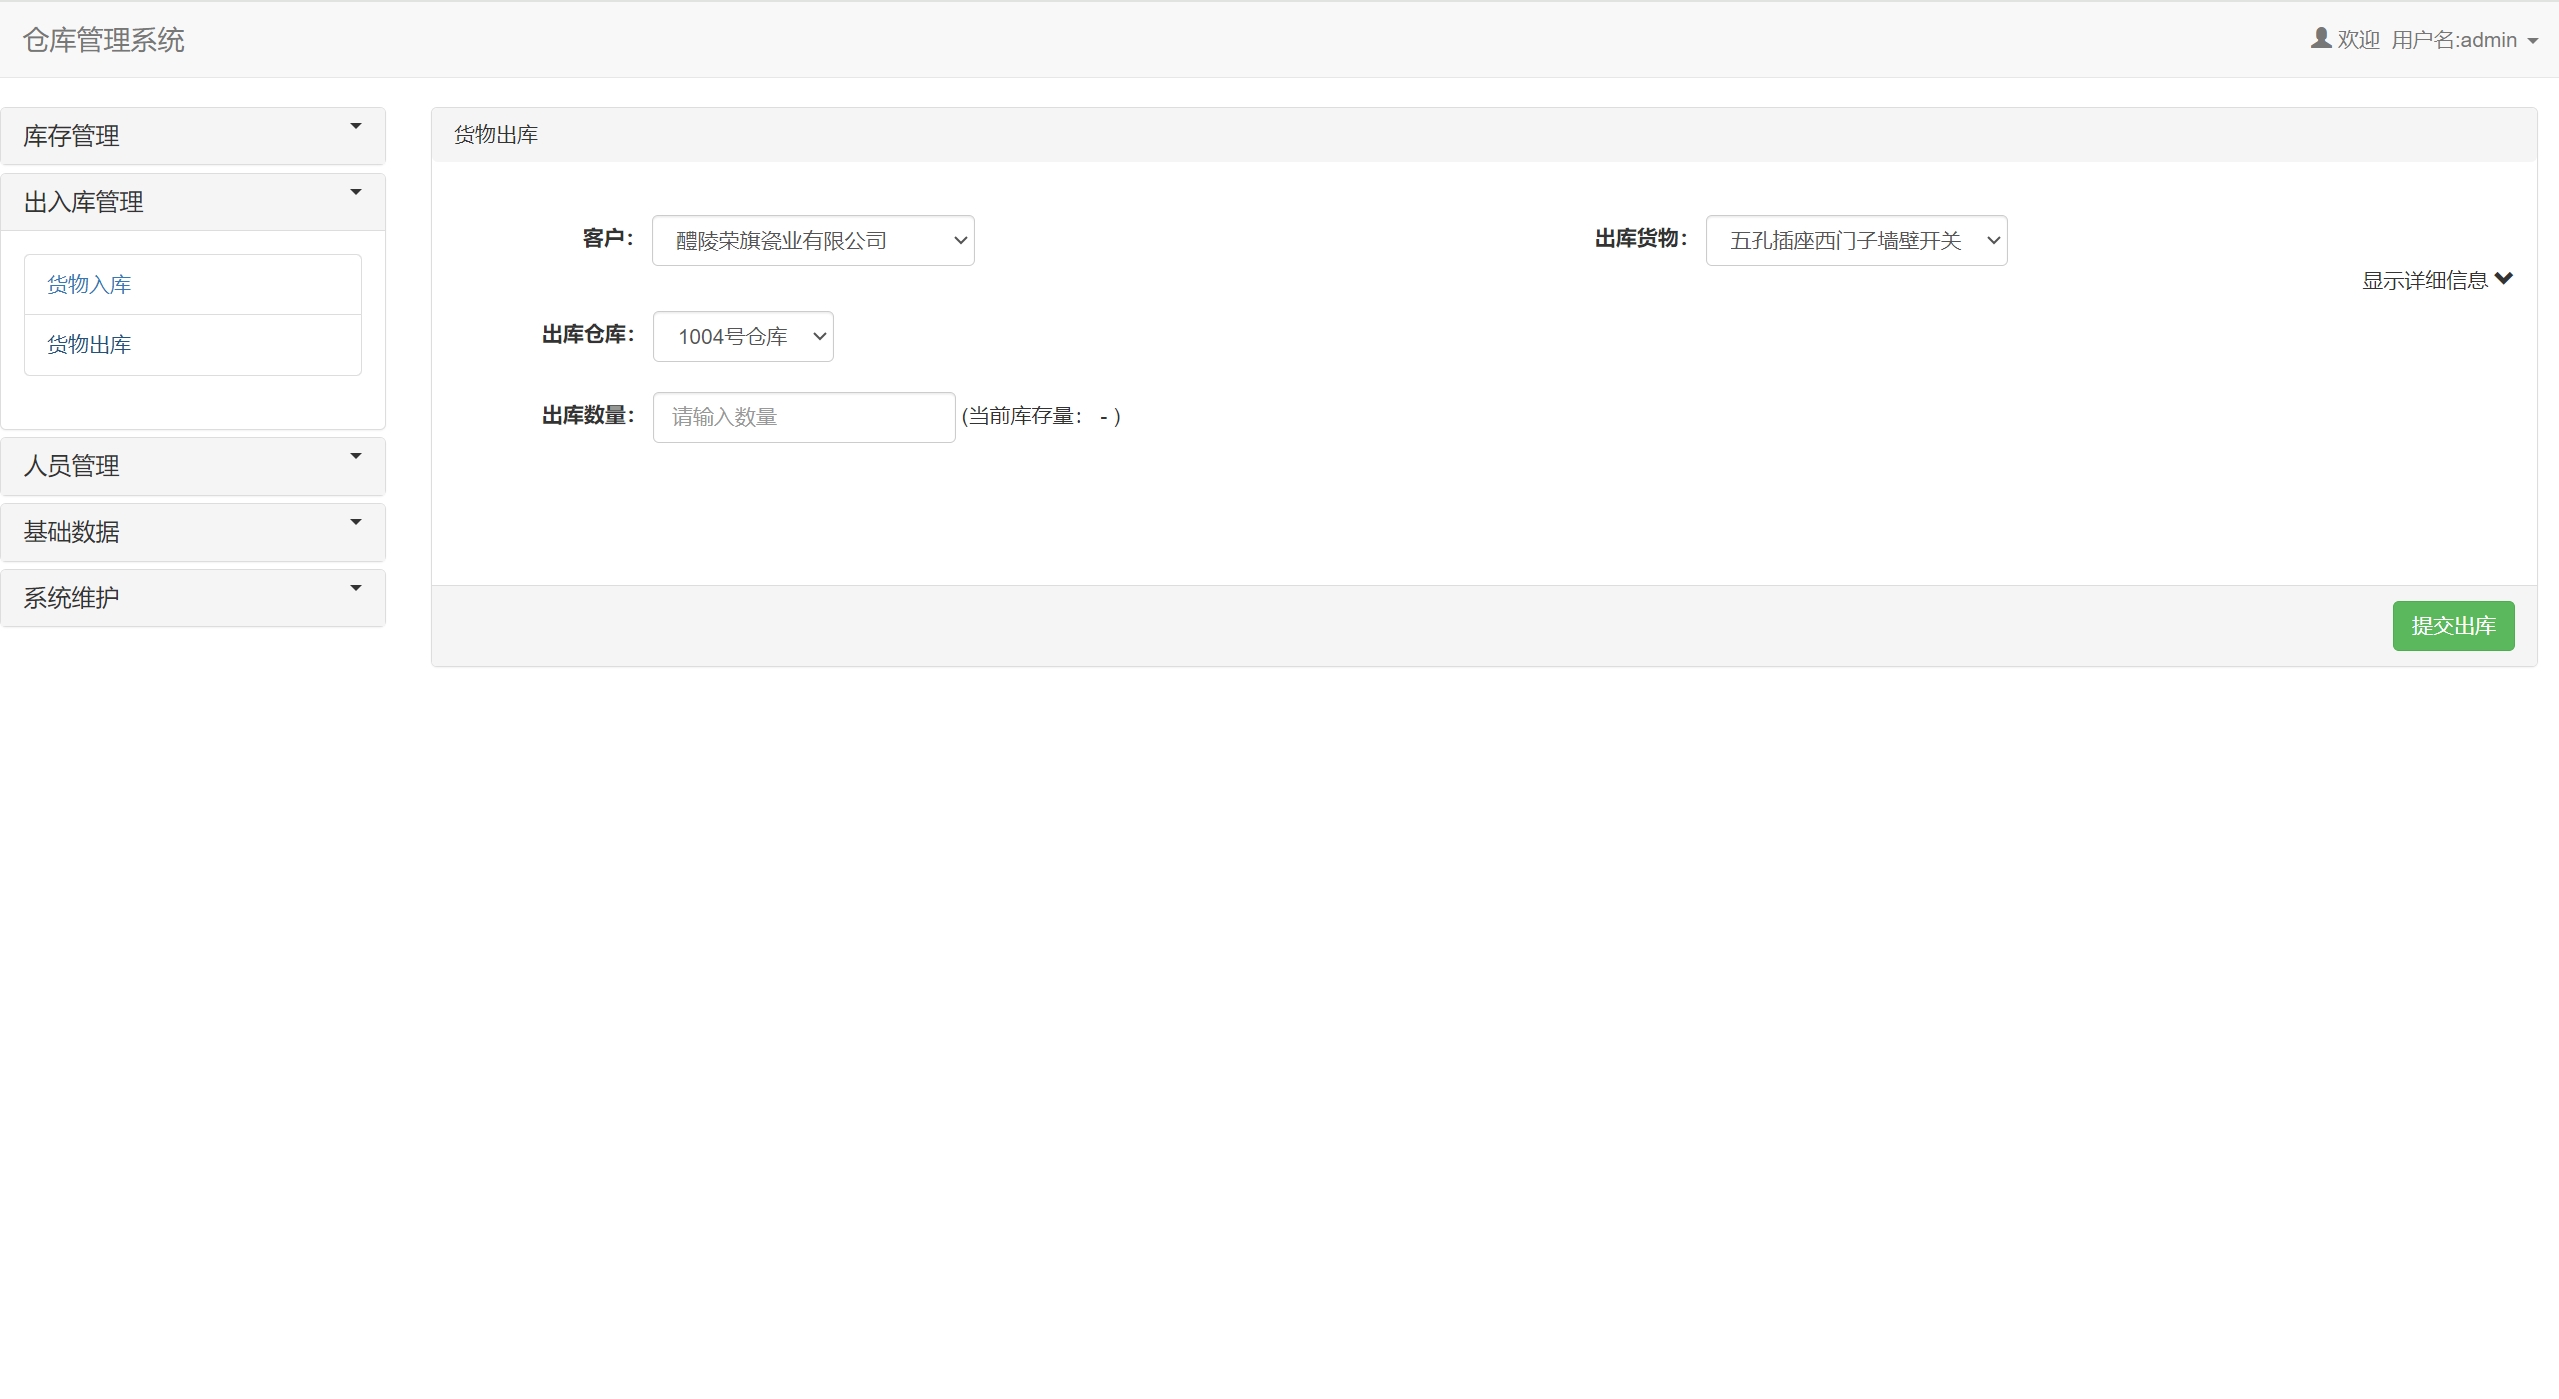 仓库管理系统
欢迎 用户名:admin
库存管理
出入库管理
货物入库
货物出库
人员管理
基础数据
系统维护
货物出库
客户： 醴陵荣旗瓷业有限公司
出库货物： 五孔插座西门子墙壁开关
显示详细信息
出库仓库： 1004号仓库
出库数量： 请输入数量 (当前库存量： - )
提交出库